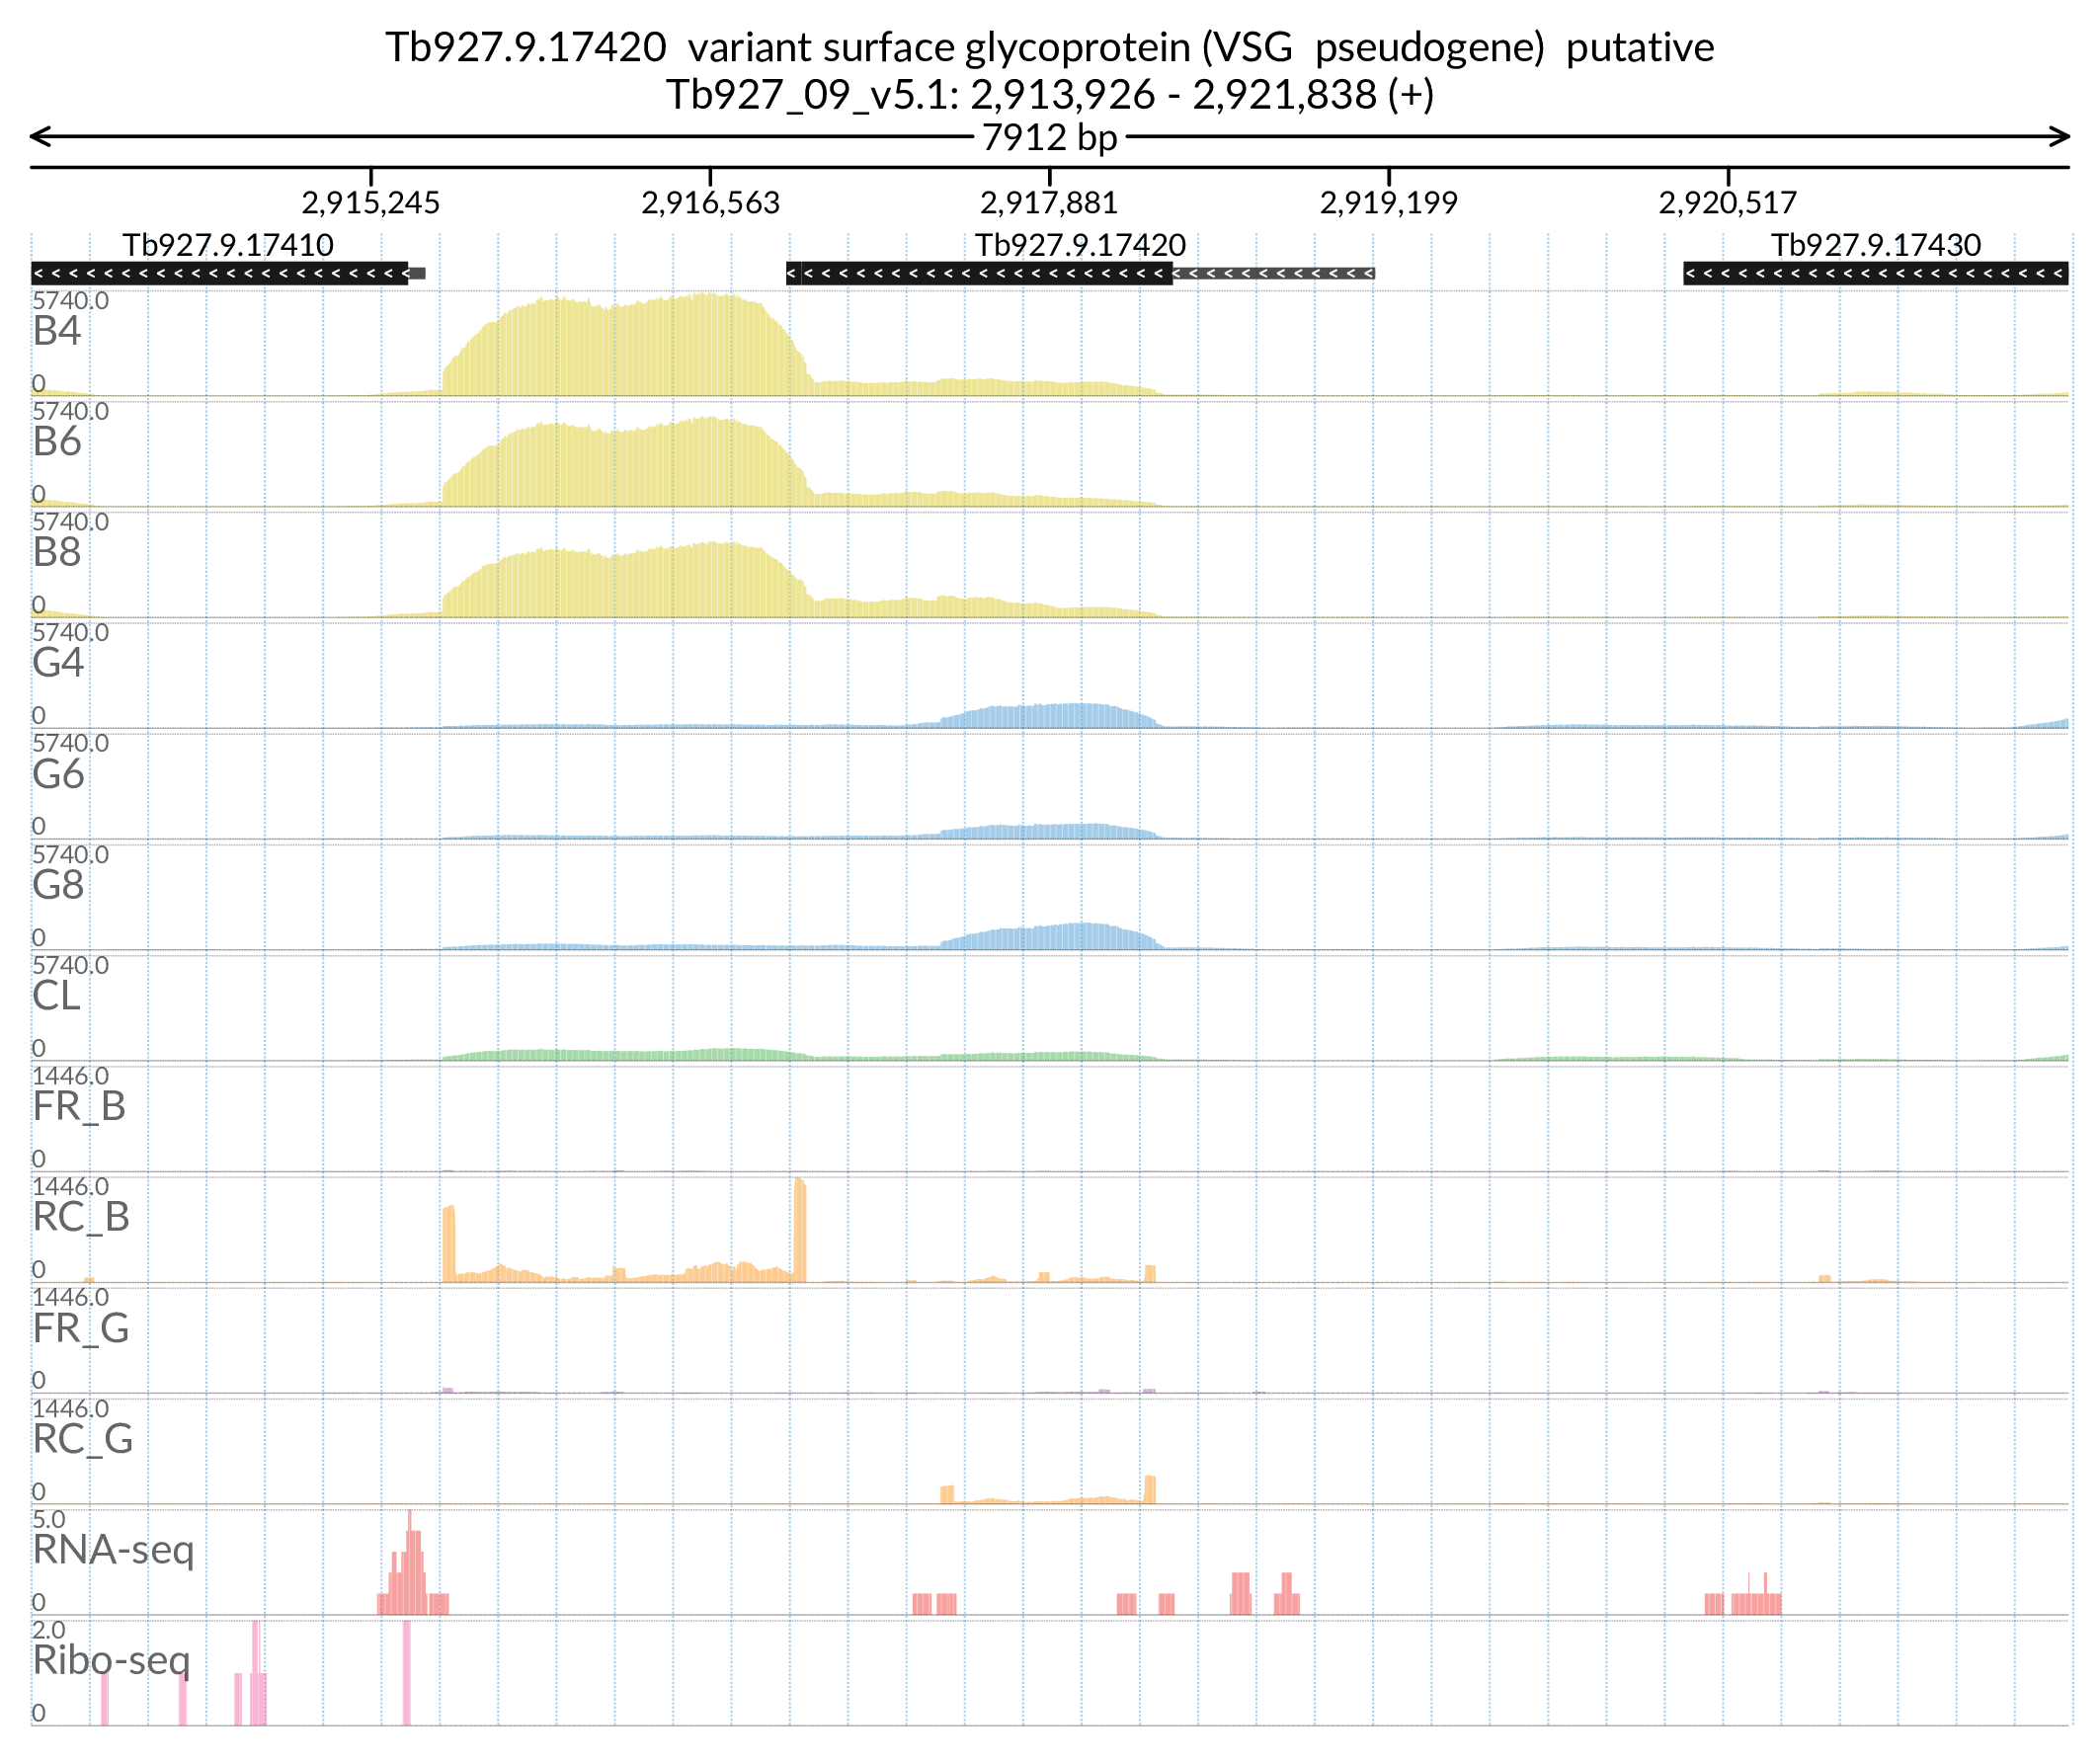 Tb927.9.17420  variant surface glycoprotein (VSG  pseudogene)  putative
Tb927_09_v5.1: 2,913,926 - 2,921,838 (+)
7912 bp
2,915,245 2,916,563 2,917,881 2,919,199 2,920,517
Tb927.9.17410 Tb927.9.17420 Tb927.9.17430
5740.0
B4
0
5740.0
B6
0
5740.0
B8
0
5740.0
G4
0
5740.0
G6
0
5740.0
G8
0
5740.0
CL
0
1446.0
FR_B
0
1446.0
RC_B
0
1446.0
FR_G
0
1446.0
RC_G
0
5.0
RNA-seq
0
2.0
Ribo-seq
0